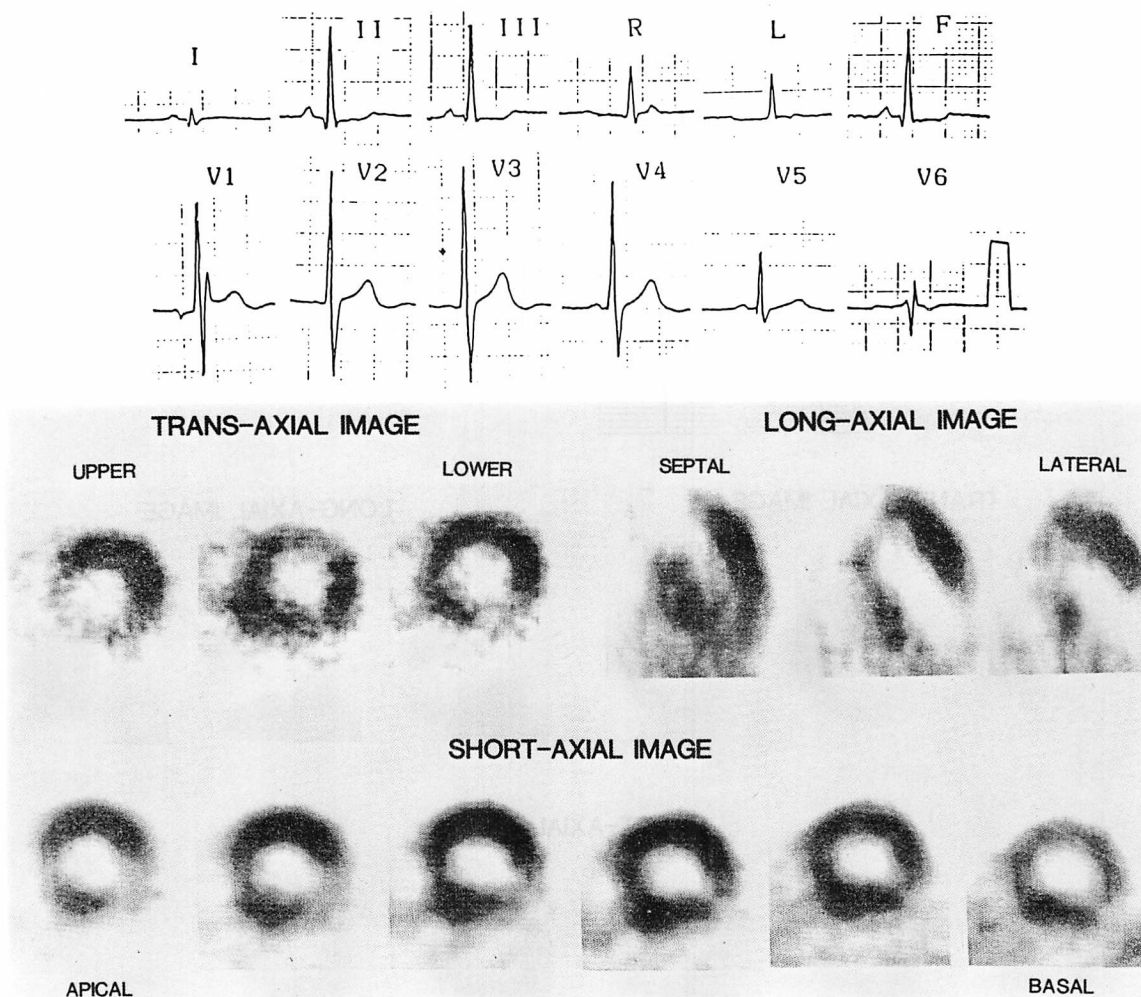 I II III R L F
V1 V2 V3 V4 V5 V6
TRANS-AXIAL IMAGE LONG-AXIAL IMAGE
UPPER LOWER SEPTAL LATERAL
SHORT-AXIAL IMAGE
APICAL BASAL